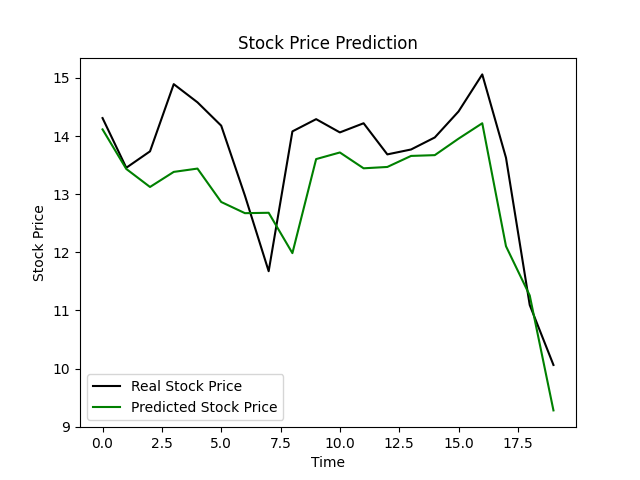 Stock Price Prediction
15
14
13
12
11
10
9
Stock Price
Real Stock Price
Predicted Stock Price
0.0 2.5 5.0 7.5 10.0 12.5 15.0 17.5
Time